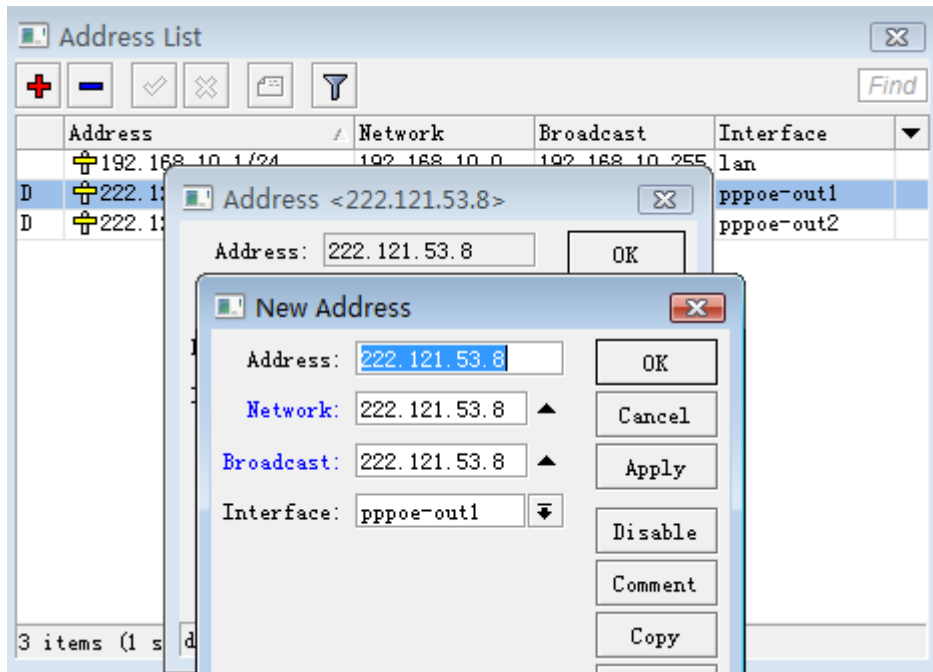 Address List
Find
Address Network Broadcast Interface
192.168.10.1/24 192.168.10.0 192.168.10.255 lan
D 222.1 pppoe-out1
D 222.1 pppoe-out2
Address <222.121.53.8>
Address: 222.121.53.8 OK
New Address
Address: 222.121.53.8 OK
Network: 222.121.53.8 Cancel
Broadcast: 222.121.53.8 Apply
Interface: pppoe-out1
Disable
Comment
Copy
3 items (1 s d